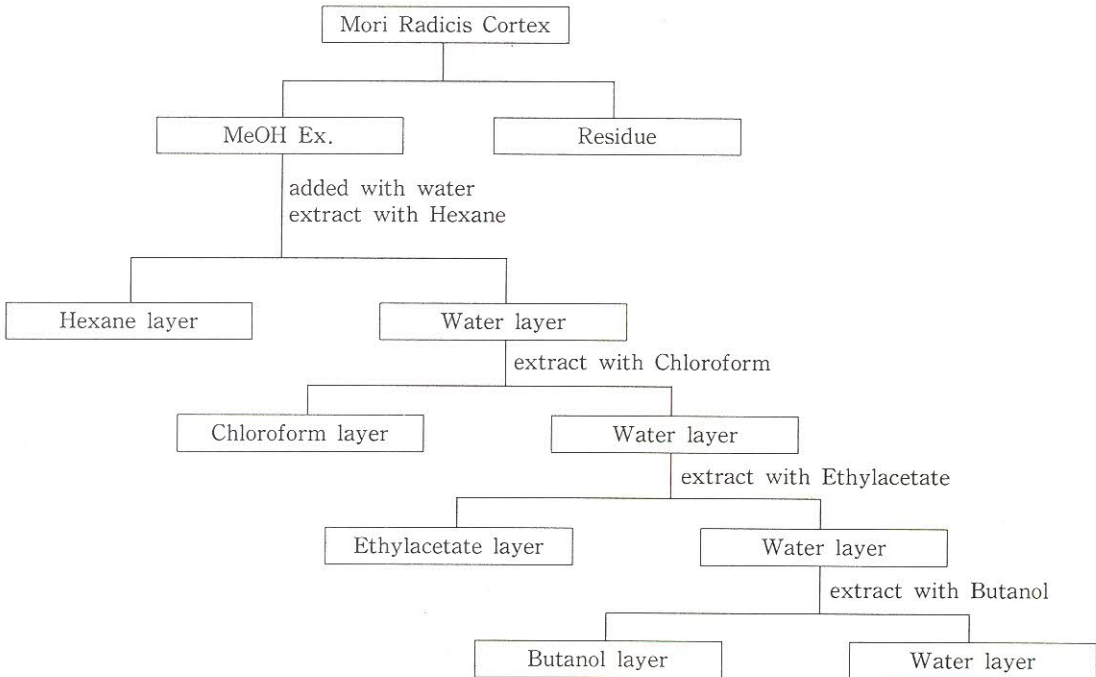 Mori Radicis Cortex
MeOH Ex.
Residue
added with water
extract with Hexane
Hexane layer
Water layer
extract with Chloroform
Chloroform layer
Water layer
extract with Ethylacetate
Ethylacetate layer
Water layer
extract with Butanol
Butanol layer
Water layer